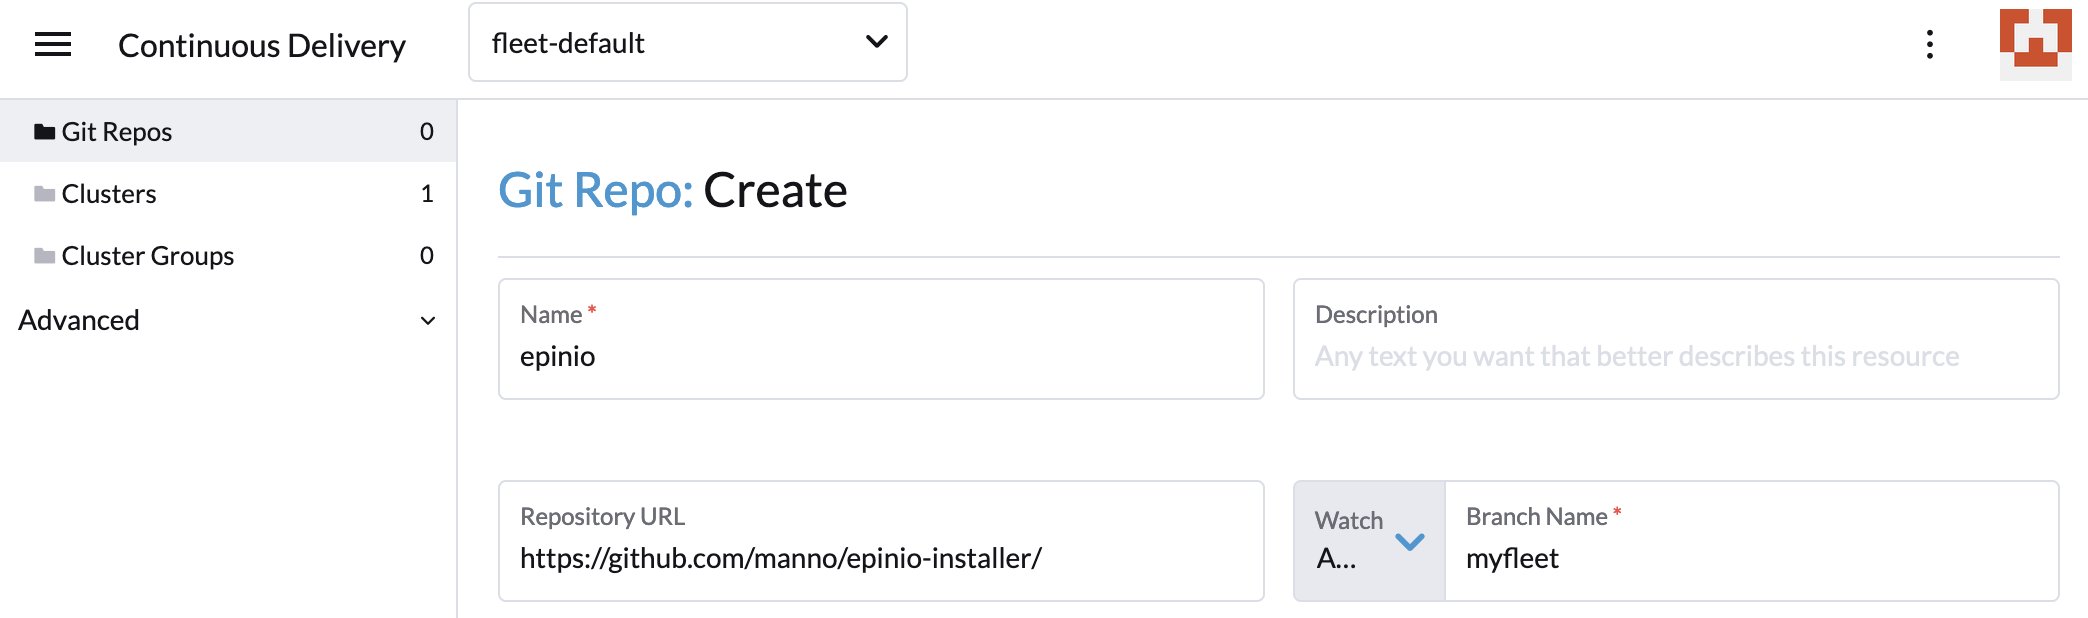 Continuous Delivery
fleet-default
Git Repos 0
Clusters 1
Cluster Groups 0
Advanced
Git Repo: Create
Name *
epinio
Description
Any text you want that better describes this resource
Repository URL
https://github.com/manno/epinio-installer/
Watch
A...
Branch Name *
myfleet